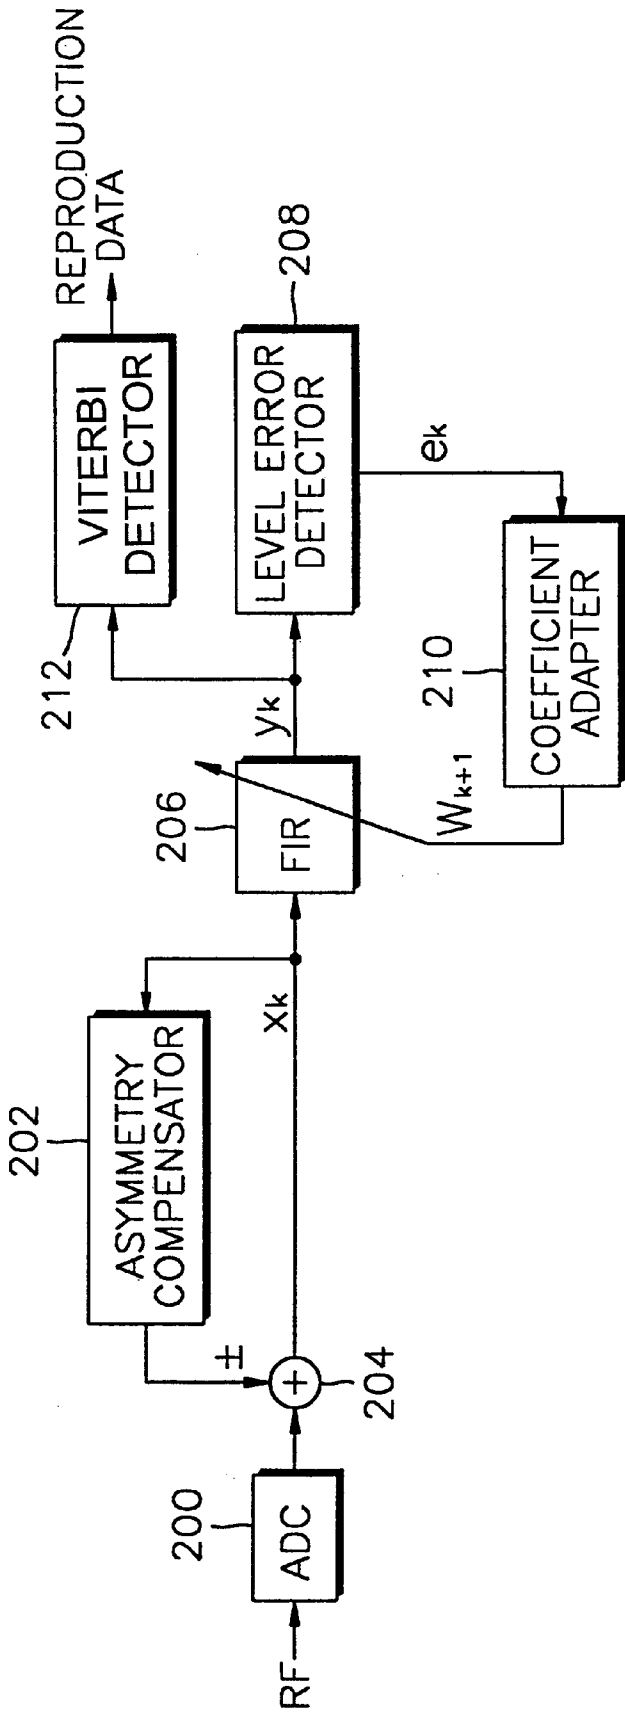 RF
200
ADC
±
+
204
202
ASYMMETRY
COMPENSATOR
xk
206
FIR
yk
212
VITERBI
DETECTOR
REPRODUCTION
DATA
LEVEL ERROR
DETECTOR
208
ek
210
COEFFICIENT
ADAPTER
Wk+1